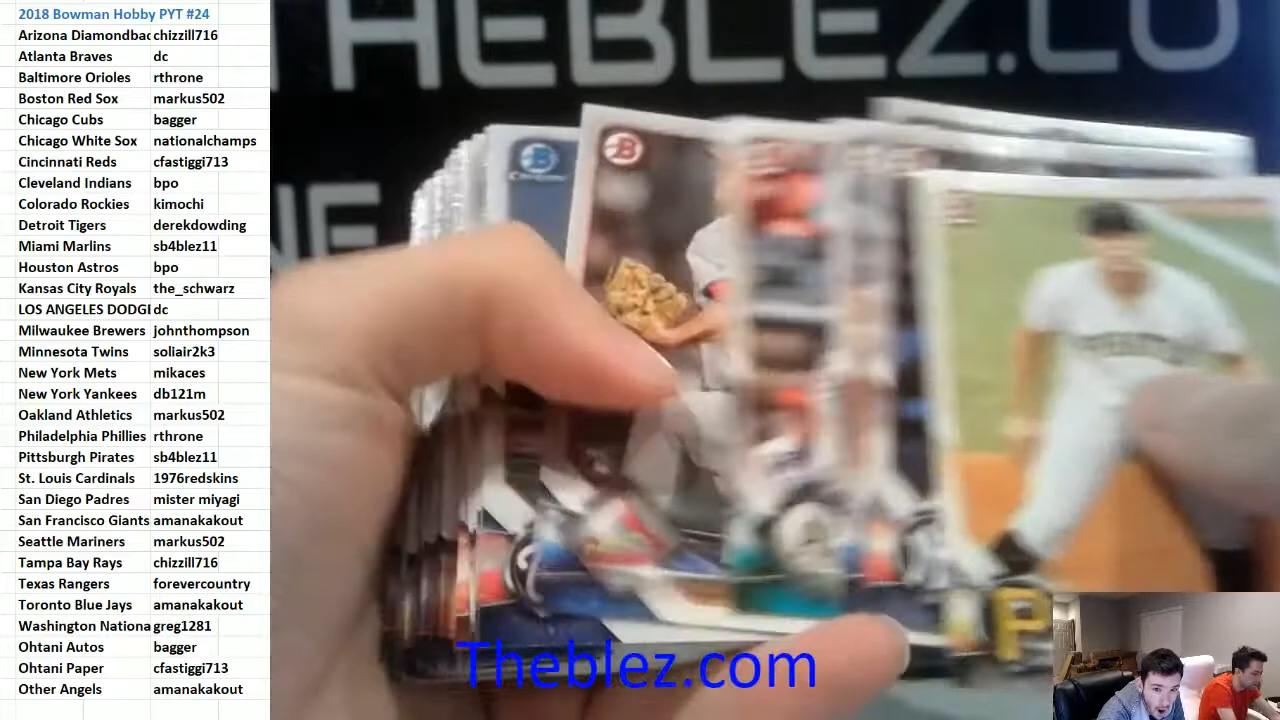 2018 Bowman Hobby PYT #24
Arizona Diamondbac chizzill716
Atlanta Braves dc
Baltimore Orioles rthrone
Boston Red Sox markus502
Chicago Cubs bagger
Chicago White Sox nationalchamps
Cincinnati Reds cfastiggi713
Cleveland Indians bpo
Colorado Rockies kimochi
Detroit Tigers derekdowding
Miami Marlins sb4blez11
Houston Astros bpo
Kansas City Royals the_schwarz
LOS ANGELES DODGI dc
Milwaukee Brewers johnthompson
Minnesota Twins soliair2k3
New York Mets mikaces
New York Yankees db121m
Oakland Athletics markus502
Philadelphia Phillies rthrone
Pittsburgh Pirates sb4blez11
St. Louis Cardinals 1976redskins
San Diego Padres mister miyagi
San Francisco Giants amanakakout
Seattle Mariners markus502
Tampa Bay Rays chizzill716
Texas Rangers forevercountry
Toronto Blue Jays amanakakout
Washington Nationa greg1281
Ohtani Autos bagger
Ohtani Paper cfastiggi713
Other Angels amanakakout
THEBLEZ.CO
NE
B
B
P
Theblez.com